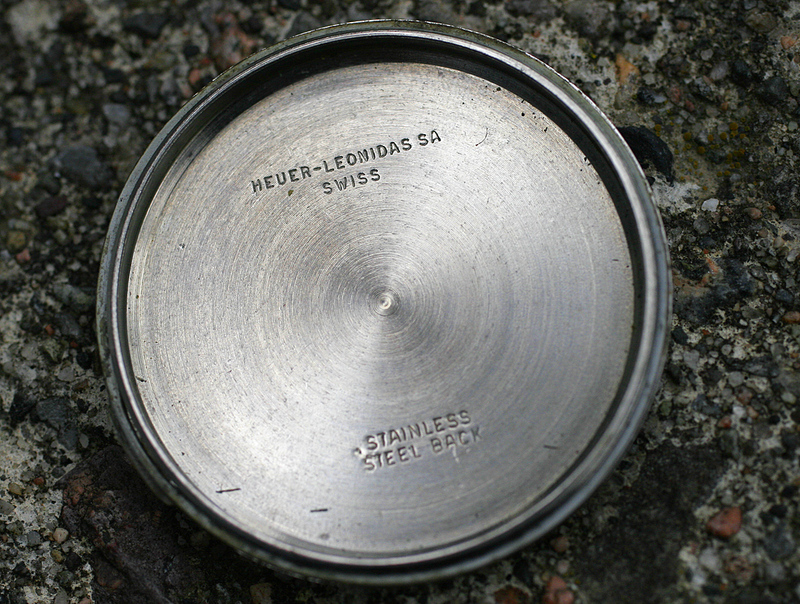 HEUER-LEONIDAS SA
SWISS
STAINLESS
STEEL BACK